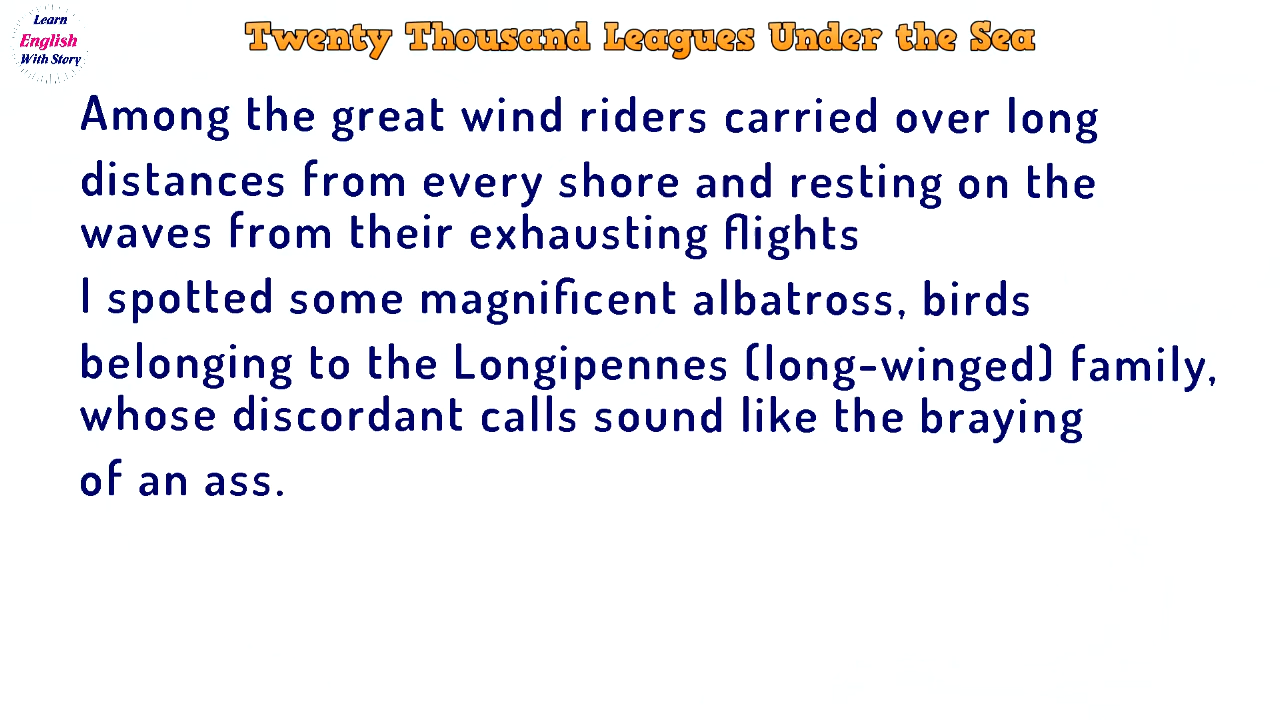 Learn
English
With Story
Twenty Thousand Leagues Under the Sea
Among the great wind riders carried over long
distances from every shore and resting on the
waves from their exhausting flights
I spotted some magnificent albatross, birds
belonging to the Longipennes (long-winged) family,
whose discordant calls sound like the braying
of an ass.